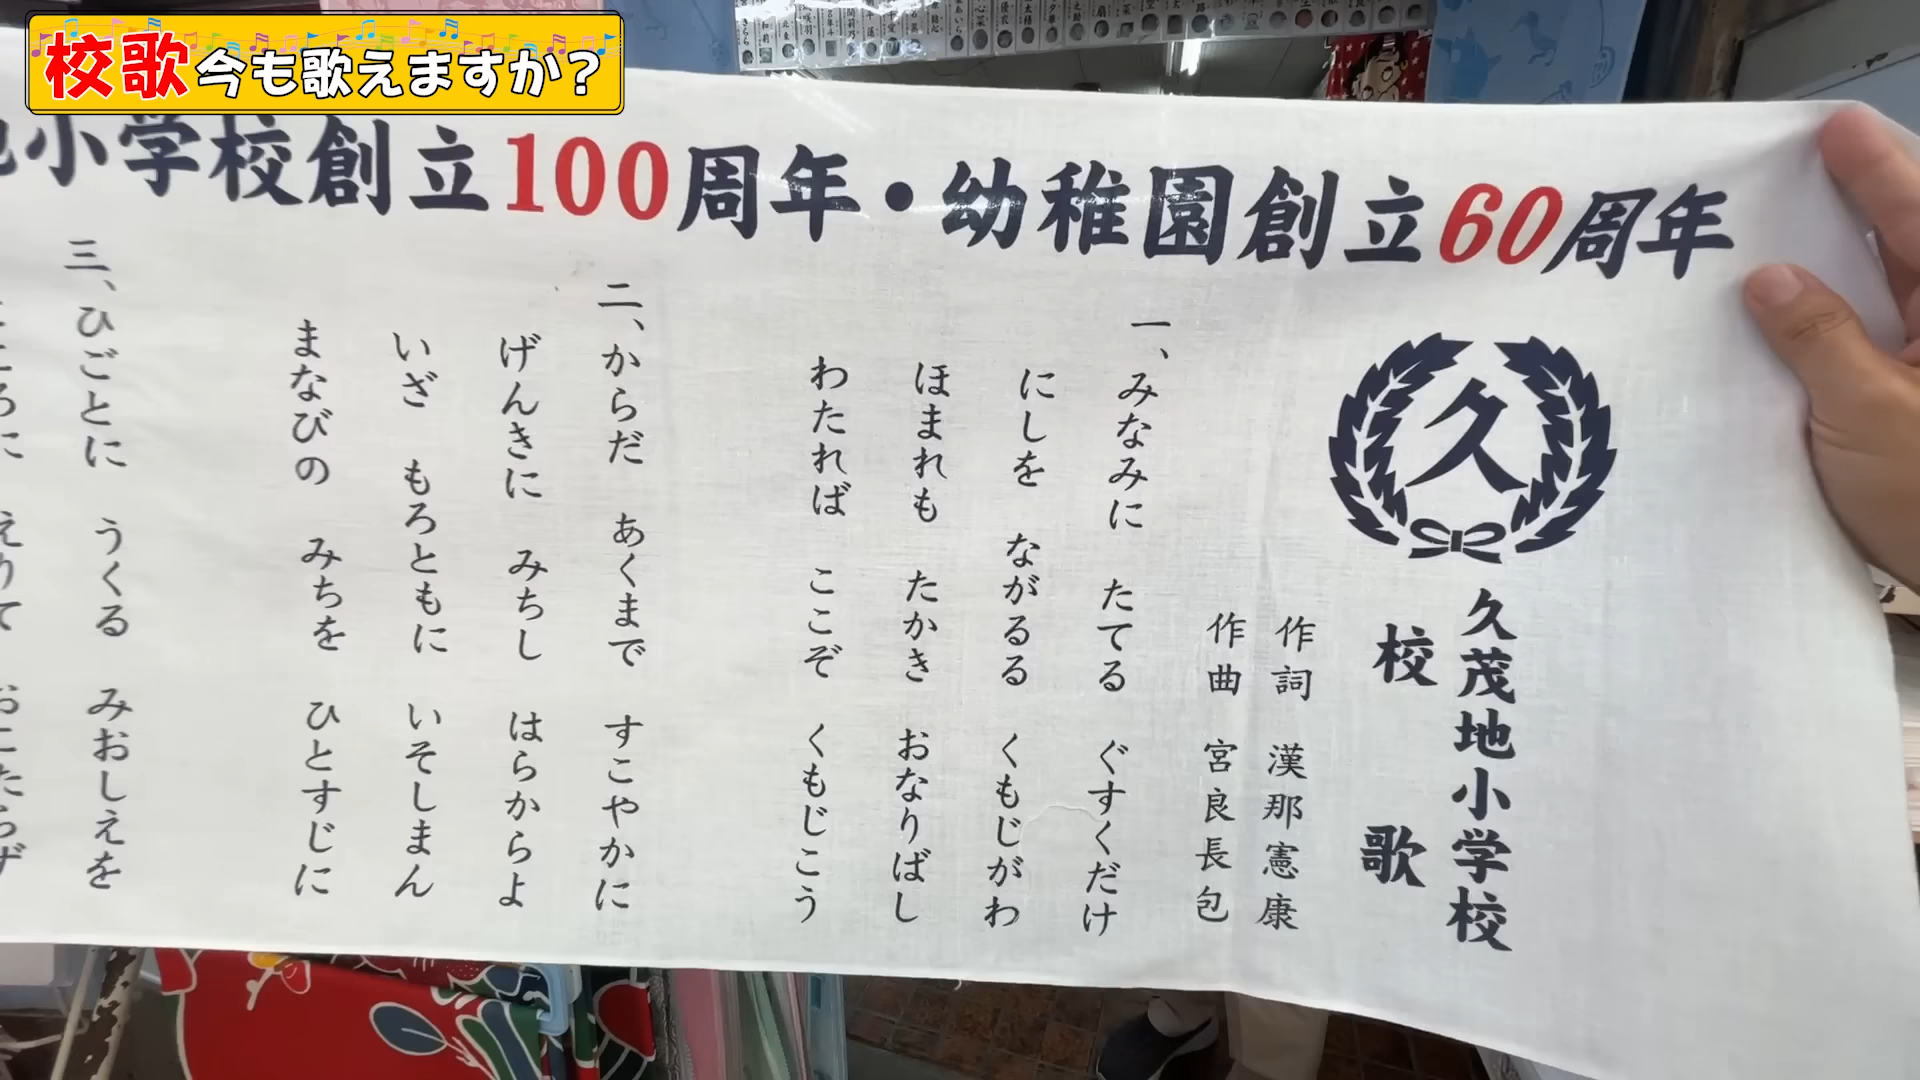 校歌今も歌えますか?
小学校創立100周年・幼稚園創立60周年
久
久茂地小学校
校歌
作詞 漢那憲康
作曲 宮良長包
一、みなみに たてる ぐすくだけ
にしを ながるる くもじがわ
ほまれも たかき おなりばし
わたれば ここぞ くもじこう
二、からだ あくまで すこやかに
げんきに みちし はらからよ
いざ もろともに いそしまん
まなびの みちを ひとすじに
三、ひごとに うくる みおしえを